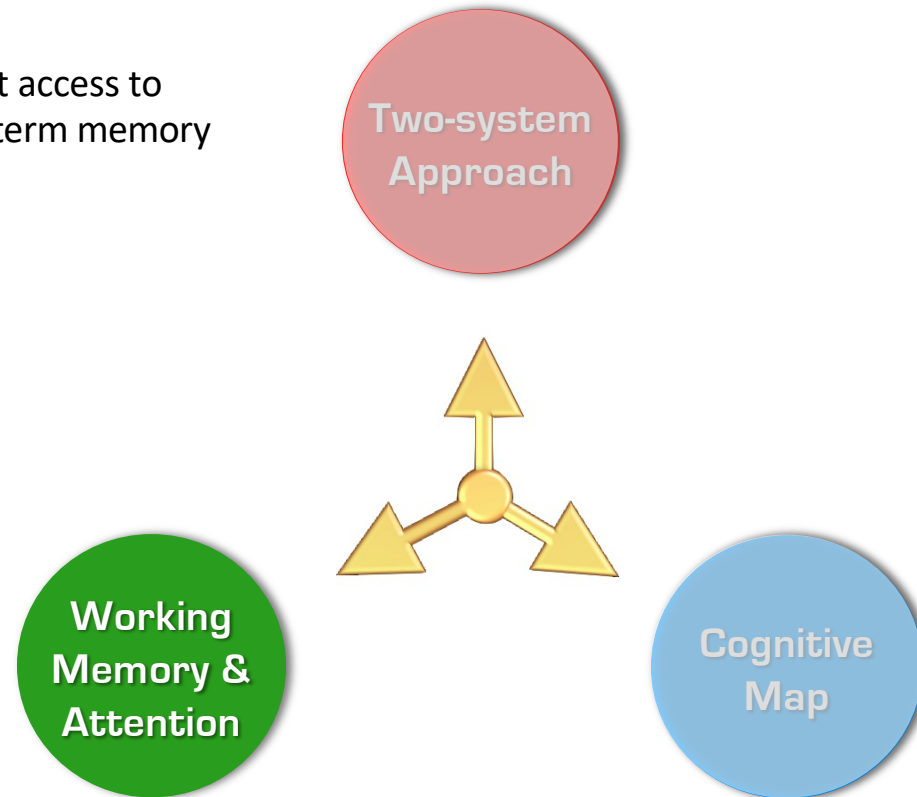 t access to
term memory
Two-system
Approach
Working
Memory &
Attention
Cognitive
Map